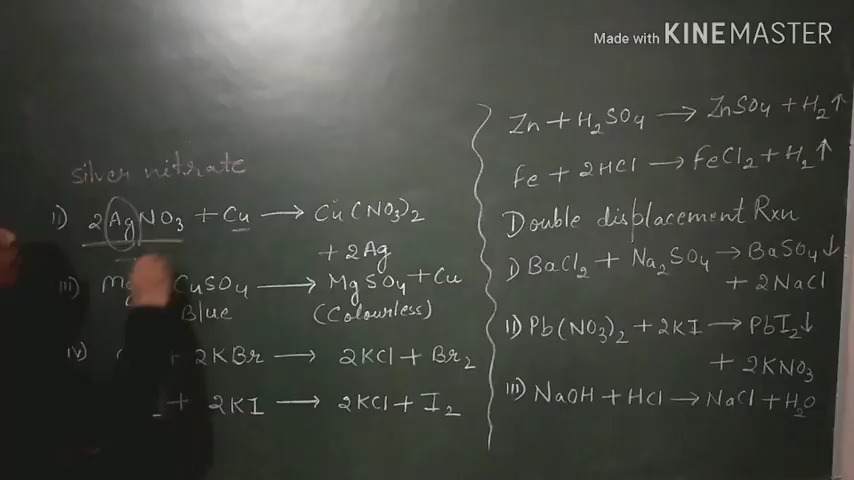 Made with KINEMASTER
silver nitrate
ii) 2AgNO₃ + Cu → Cu(NO₃)₂
+ 2Ag
iii) Mg CuSO₄ → MgSO₄ + Cu
Blue (Colourless)
iv) + 2KBr → 2KCl + Br₂
+ 2KI → 2KCl + I₂
Zn + H₂SO₄ → ZnSO₄ + H₂↑
Fe + 2HCl → FeCl₂ + H₂↑
Double displacement Rxn
i) BaCl₂ + Na₂SO₄ → BaSO₄↓
+ 2NaCl
ii) Pb(NO₃)₂ + 2KI → PbI₂↓
+ 2KNO₃
iii) NaOH + HCl → NaCl + H₂O